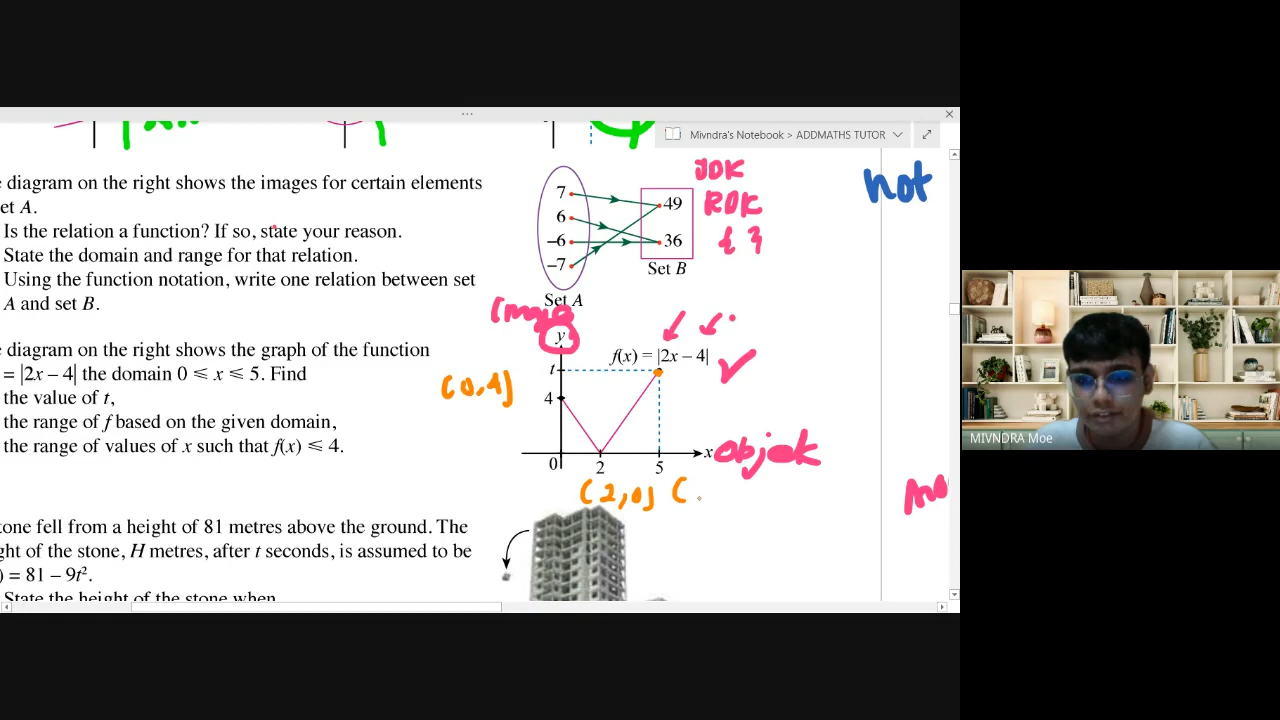 Mivndra's Notebook > ADDMATHS TUTOR
e diagram on the right shows the images for certain elements
et A.
Is the relation a function? If so, state your reason.
State the domain and range for that relation.
Using the function notation, write one relation between set
A and set B.
7
6
–6
–7
49
36
Set A
Set B
{ }
not
e diagram on the right shows the graph of the function
= |2x – 4| the domain 0 ⩽ x ⩽ 5. Find
the value of t,
the range of f based on the given domain,
the range of values of x such that f(x) ⩽ 4.
y
f(x) = |2x – 4|
t
4
(0,4)
0
2
5
x
objek
(2,0) (
tone fell from a height of 81 metres above the ground. The
ght of the stone, H metres, after t seconds, is assumed to be
) = 81 – 9t².
State the height of the stone when
MIVNDRA Moe